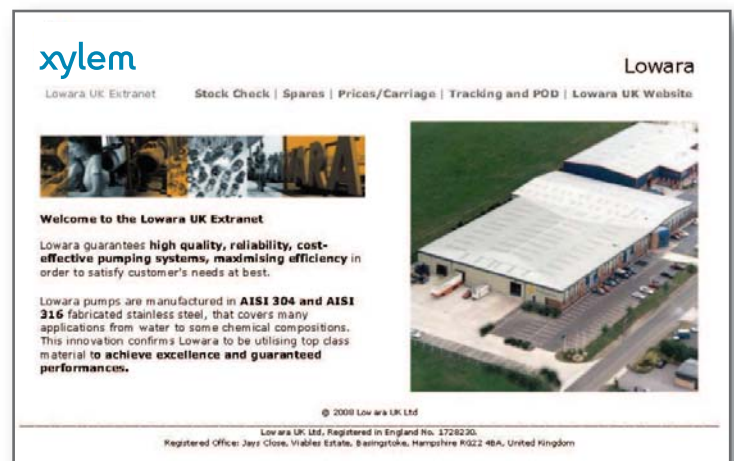 xylem
Lowara
Lowara UK Extranet
Stock Check | Spares | Prices/Carriage | Tracking and POD | Lowara UK Website
WARA
Welcome to the Lowara UK Extranet
Lowara guarantees high quality, reliability, cost-
effective pumping systems, maximising efficiency in
order to satisfy customer's needs at best.
Lowara pumps are manufactured in AISI 304 and AISI
316 fabricated stainless steel, that covers many
applications from water to some chemical compositions.
This innovation confirms Lowara to be utilising top class
material to achieve excellence and guaranteed
performances.
© 2008 Lowara UK Ltd
Lowara UK Ltd, Registered in England No. 1728230.
Registered Office: Jays Close, Viables Estate, Basingstoke, Hampshire RG22 4BA, United Kingdom